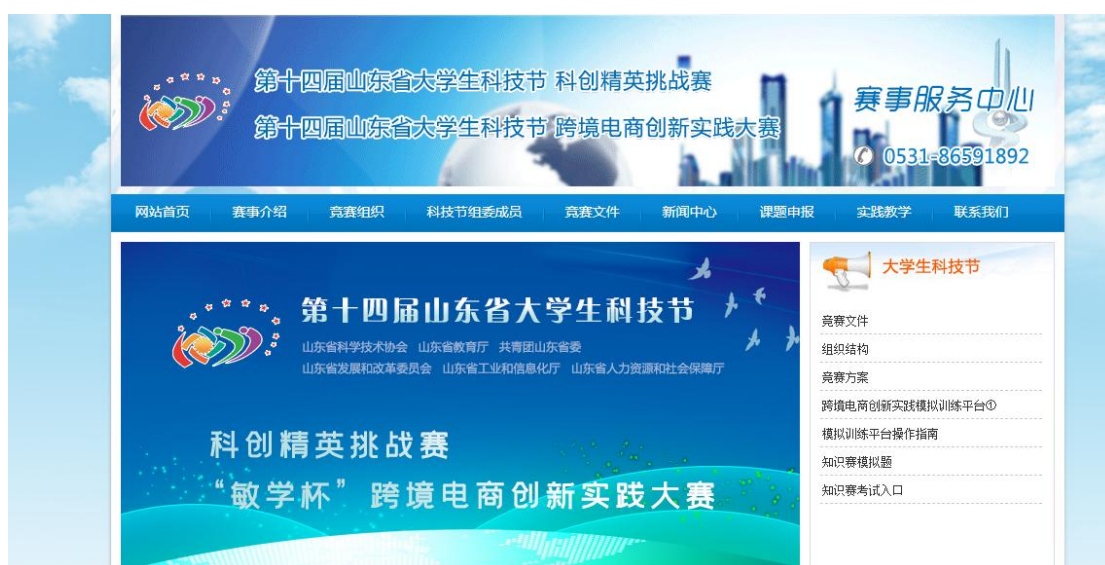 第十四届山东省大学生科技节 科创精英挑战赛
第十四届山东省大学生科技节 跨境电商创新实践大赛
赛事服务中心
0531-86591892
网站首页 赛事介绍 竞赛组织 科技节组委成员 竞赛文件 新闻中心 课题申报 实践教学 联系我们
第十四届山东省大学生科技节
山东省科学技术协会 山东省教育厅 共青团山东省委
山东省发展和改革委员会 山东省工业和信息化厅 山东省人力资源和社会保障厅
科创精英挑战赛
“敏学杯”跨境电商创新实践大赛
大学生科技节
竞赛文件
组织结构
竞赛方案
跨境电商创新实践模拟训练平台①
模拟训练平台操作指南
知识赛模拟题
知识赛考试入口